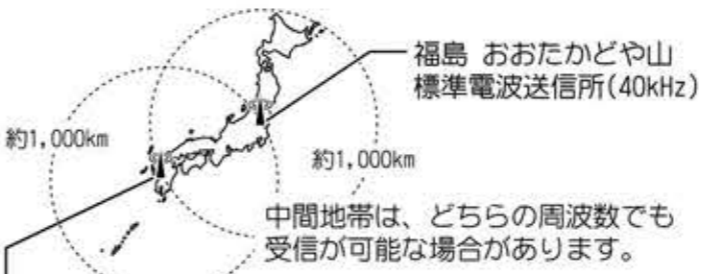 福島 おおたかどや山
標準電波送信所(40kHz)
約1,000km
約1,000km
中間地帯は、どちらの周波数でも
受信が可能な場合があります。